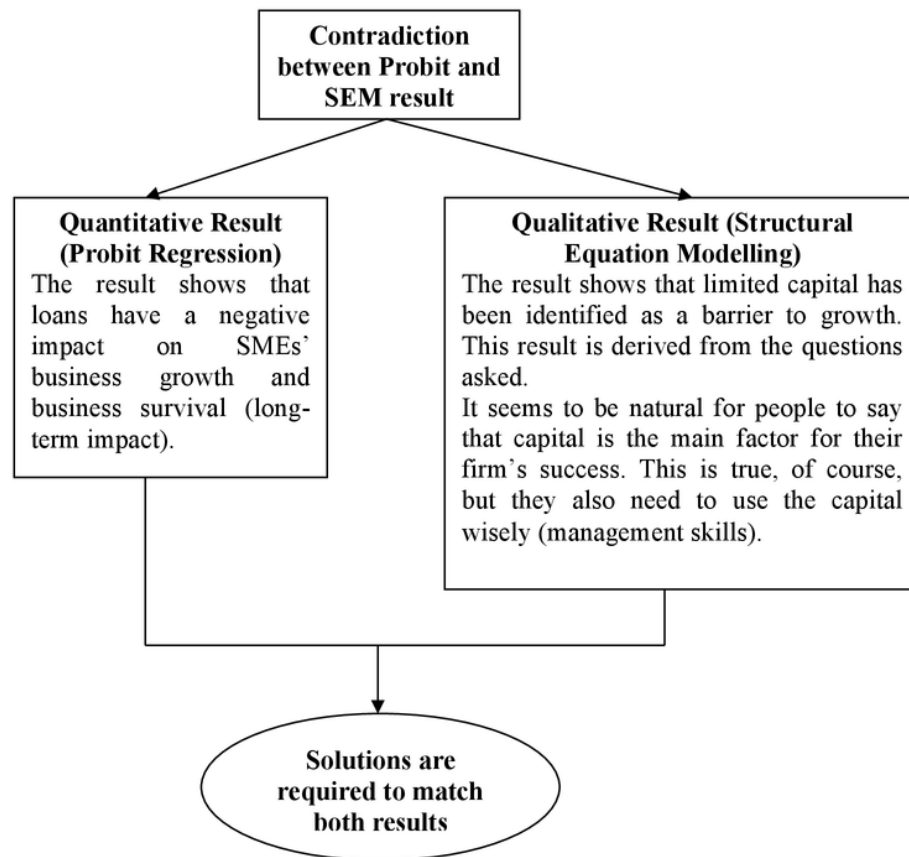 Contradiction
between Probit and
SEM result
Quantitative Result
(Probit Regression)
The result shows that
loans have a negative
impact on SMEs’
business growth and
business survival (long-
term impact).
Qualitative Result (Structural
Equation Modelling)
The result shows that limited capital has
been identified as a barrier to growth.
This result is derived from the questions
asked.
It seems to be natural for people to say
that capital is the main factor for their
firm’s success. This is true, of course,
but they also need to use the capital
wisely (management skills).
Solutions are
required to match
both results